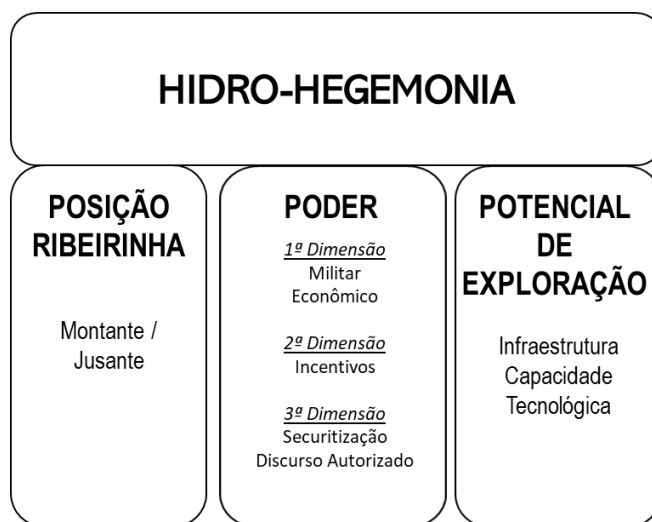 HIDRO-HEGEMONIA
POSIÇÃO
RIBEIRINHA
Montante /
Jusante
PODER
1ª Dimensão
Militar
Econômico
2ª Dimensão
Incentivos
3ª Dimensão
Securitização
Discurso Autorizado
POTENCIAL
DE
EXPLORAÇÃO
Infraestrutura
Capacidade
Tecnológica